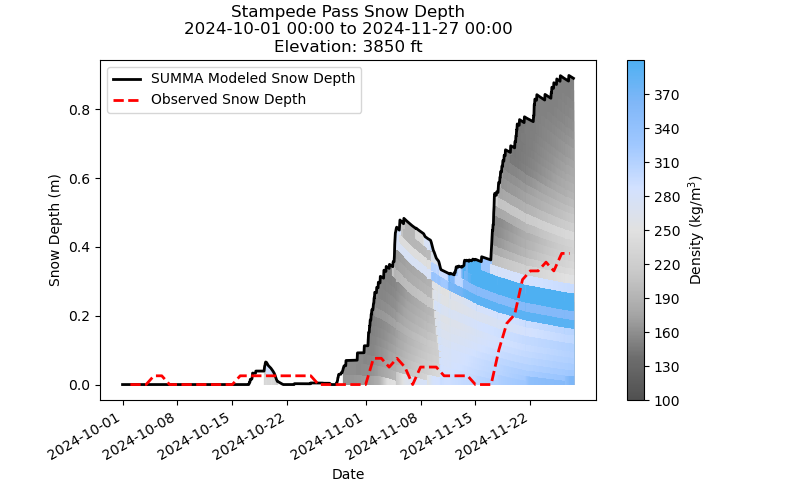 Stampede Pass Snow Depth
2024-10-01 00:00 to 2024-11-27 00:00
Elevation: 3850 ft
SUMMA Modeled Snow Depth
Observed Snow Depth
Snow Depth (m)
0.8
0.6
0.4
0.2
0.0
2024-10-01
2024-10-08
2024-10-15
2024-10-22
2024-11-01
2024-11-08
2024-11-15
2024-11-22
Date
370
340
310
280
250
220
190
160
130
100
Density (kg/m³)